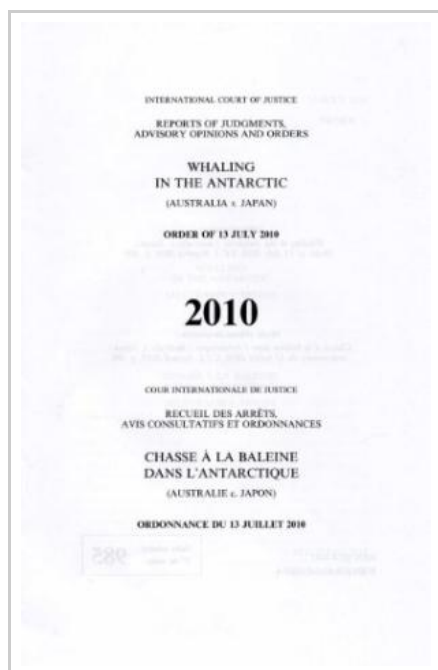 INTERNATIONAL COURT OF JUSTICE
REPORTS OF JUDGMENTS,
ADVISORY OPINIONS AND ORDERS
WHALING
IN THE ANTARCTIC
(AUSTRALIA v. JAPAN)
ORDER OF 13 JULY 2010
2010
COUR INTERNATIONALE DE JUSTICE
RECUEIL DES ARRÊTS,
AVIS CONSULTATIFS ET ORDONNANCES
CHASSE À LA BALEINE
DANS L'ANTARCTIQUE
(AUSTRALIE c. JAPON)
ORDONNANCE DU 13 JUILLET 2010
985